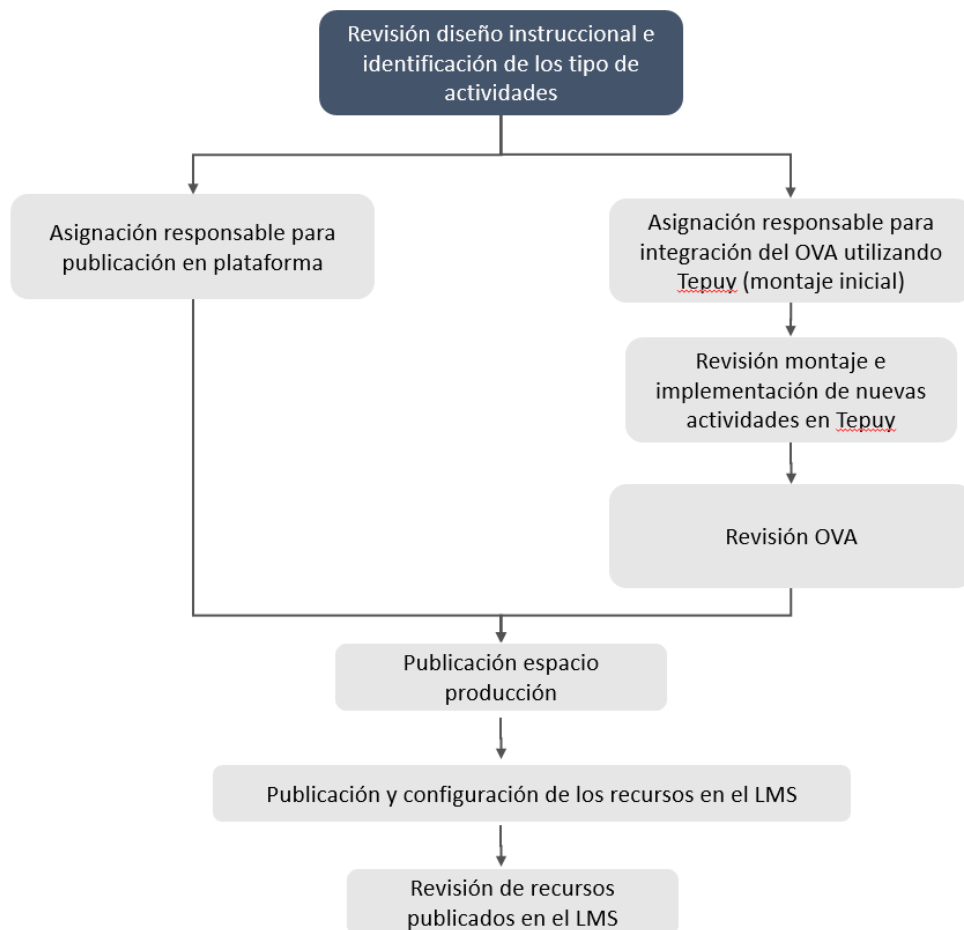 Revisión diseño instruccional e
identificación de los tipo de
actividades
Asignación responsable para
publicación en plataforma
Asignación responsable para
integración del OVA utilizando
Tepuy (montaje inicial)
Revisión montaje e
implementación de nuevas
actividades en Tepuy
Revisión OVA
Publicación espacio
producción
Publicación y configuración de los recursos en el LMS
Revisión de recursos
publicados en el LMS